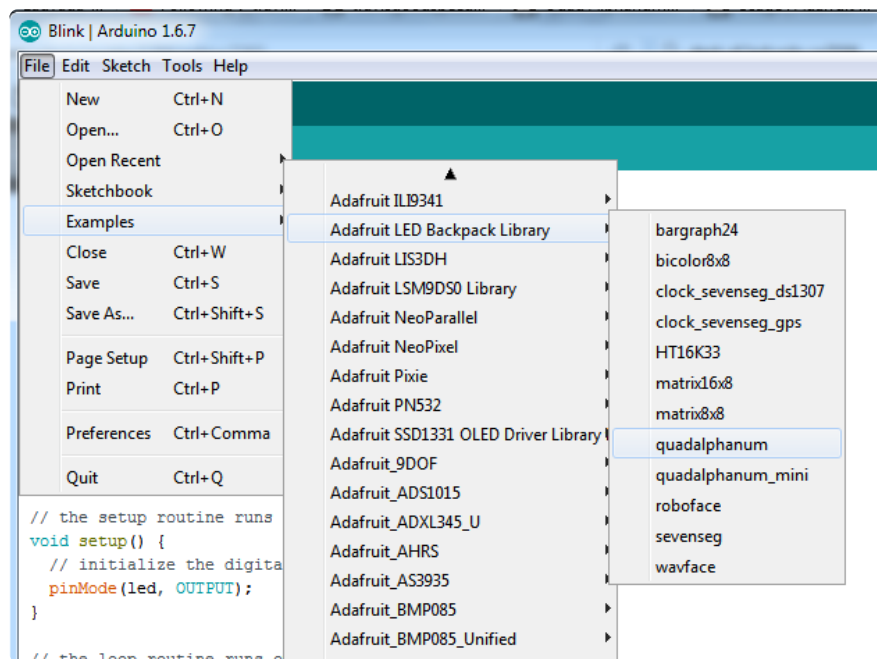 Blink | Arduino 1.6.7
File Edit Sketch Tools Help
New Ctrl+N
Open... Ctrl+O
Open Recent
Sketchbook
Examples
Close Ctrl+W
Save Ctrl+S
Save As... Ctrl+Shift+S
Page Setup Ctrl+Shift+P
Print Ctrl+P
Preferences Ctrl+Comma
Quit Ctrl+Q
Adafruit ILI9341
Adafruit LED Backpack Library
Adafruit LIS3DH
Adafruit LSM9DS0 Library
Adafruit NeoParallel
Adafruit NeoPixel
Adafruit Pixie
Adafruit PN532
Adafruit SSD1331 OLED Driver Library
Adafruit_9DOF
Adafruit_ADS1015
Adafruit_ADXL345_U
Adafruit_AHRS
Adafruit_AS3935
Adafruit_BMP085
Adafruit_BMP085_Unified
bargraph24
bicolor8x8
clock_sevenseg_ds1307
clock_sevenseg_gps
HT16K33
matrix16x8
matrix8x8
quadalphanum
quadalphanum_mini
roboface
sevenseg
wavface
// the setup routine runs
void setup() {
// initialize the digita
pinMode(led, OUTPUT);
}
// the loop routine runs o